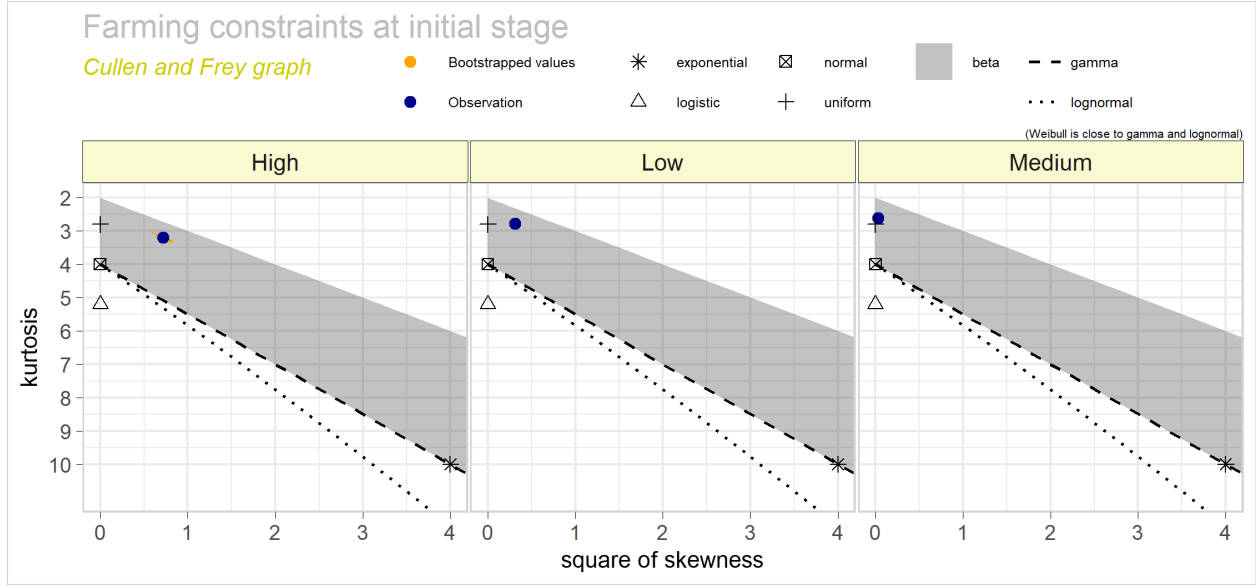 Farming constraints at initial stage
Cullen and Frey graph
Bootstrapped values exponential normal beta gamma
Observation logistic uniform lognormal
(Weibull is close to gamma and lognormal)
High Low Medium
2
3
4
5
6
7
8
9
10
kurtosis
0 1 2 3 4 0 1 2 3 4 0 1 2 3 4
square of skewness